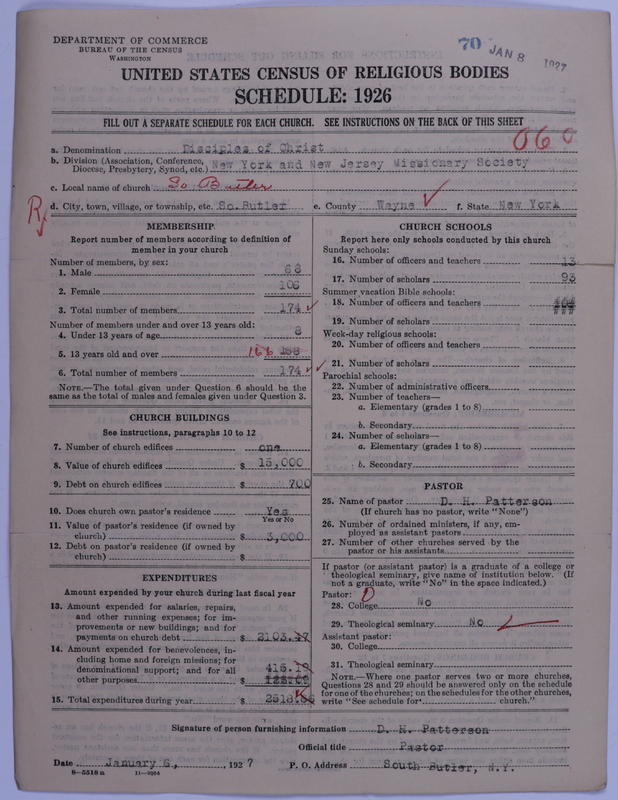 DEPARTMENT OF COMMERCE
BUREAU OF THE CENSUS
WASHINGTON
70 JAN 8 1927
UNITED STATES CENSUS OF RELIGIOUS BODIES
SCHEDULE: 1926
FILL OUT A SEPARATE SCHEDULE FOR EACH CHURCH. SEE INSTRUCTIONS ON THE BACK OF THIS SHEET
060
a. Denomination Disciples of Christ
b. Division (Association, Conference, Diocese, Presbytery, Synod, etc.) New York and New Jersey Missionary Society
c. Local name of church So Butler
d. City, town, village, or township, etc. So. Butler e. County Wayne f. State New York
MEMBERSHIP
Report number of members according to definition of
member in your church
Number of members, by sex:
1. Male 68
2. Female 106
3. Total number of members 174
Number of members under and over 13 years old:
4. Under 13 years of age 8
5. 13 years old and over 166
6. Total number of members 174
NOTE.—The total given under Question 6 should be
same as the total of males and females given under Question 3.
CHURCH BUILDINGS
See instructions, paragraphs 10 to 12
7. Number of church edifices one
8. Value of church edifices $ 15,000
9. Debt on church edifices $ 700
10. Does church own pastor's residence Yes
Yes or No
11. Value of pastor's residence (if owned by
church) $ 3,000
12. Debt on pastor's residence (if owned by
church) $
EXPENDITURES
Amount expended by your church during last fiscal year
13. Amount expended for salaries, repairs,
and other running expenses; for im-
provements or new buildings; and for
payments on church debt $ 2103.47
14. Amount expended for benevolences, in-
cluding home and foreign missions; for
denominational support; and for all
other purposes $ 415.19
15. Total expenditures during year $ 2518.66
CHURCH SCHOOLS
Report here only schools conducted by this church
Sunday schools:
16. Number of officers and teachers 13
17. Number of scholars 93
Summer vacation Bible schools:
18. Number of officers and teachers
19. Number of scholars
Week-day religious schools:
20. Number of officers and teachers
21. Number of scholars
Parochial schools:
22. Number of administrative officers
23. Number of teachers—
a. Elementary (grades 1 to 8)
b. Secondary
24. Number of scholars—
a. Elementary (grades 1 to 8)
b. Secondary
PASTOR
25. Name of pastor D. H. Patterson
(If church has no pastor, write "None")
26. Number of ordained ministers, if any, em-
ployed as assistant pastors
27. Number of other churches served by the
pastor or his assistants
If pastor (or assistant pastor) is a graduate of a college or
theological seminary, give name of institution below. (If
not a graduate, write "No" in the space indicated.)
Pastor:
28. College No
29. Theological seminary No
Assistant pastor:
30. College
31. Theological seminary
NOTE.—Where one pastor serves two or more churches,
Questions 28 and 29 should be answered only on the schedule
for one of the churches; on the schedules for the other churches,
write "See schedule for church."
Signature of person furnishing information D. H. Patterson
Official title Pastor
Date January 6, 1927 P. O. Address South Butler, N.Y.
8—5518 a 11—9064